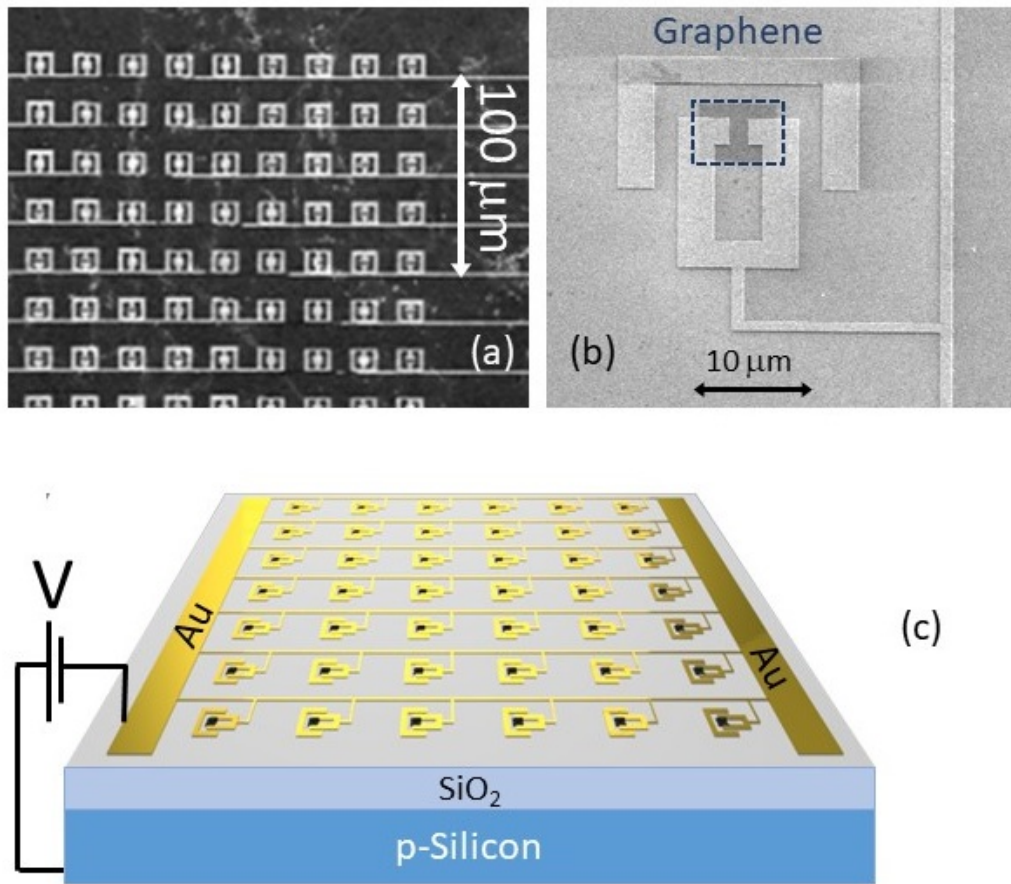 Graphene
100 μm
(a)
(b)
10 μm
V
Au
Au
(c)
SiO₂
p-Silicon